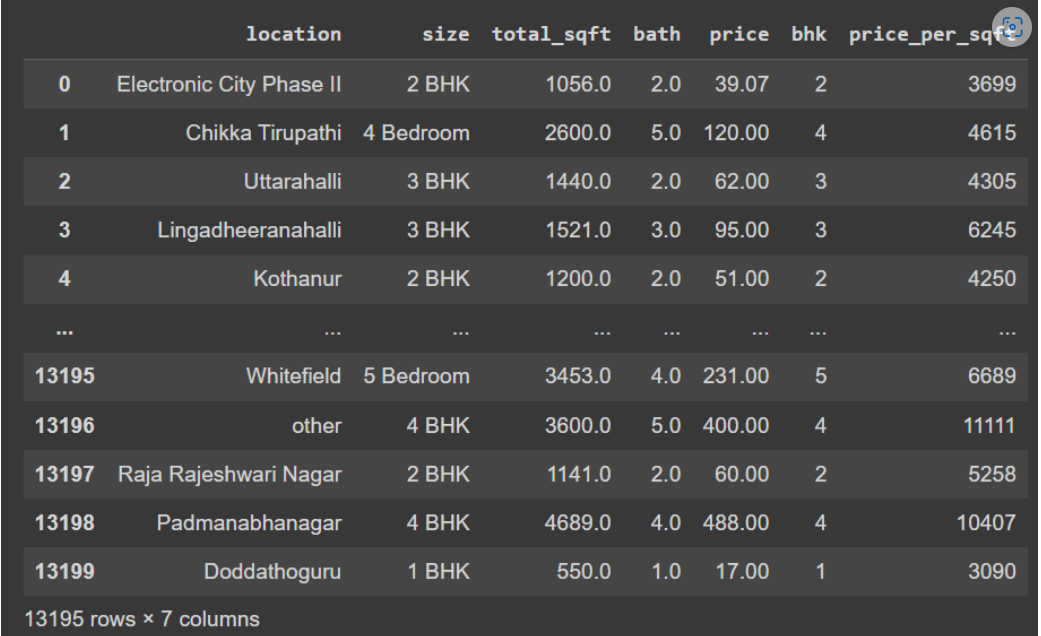 location size total_sqft bath price bhk price_per_sqft
0 Electronic City Phase II 2 BHK 1056.0 2.0 39.07 2 3699
1 Chikka Tirupathi 4 Bedroom 2600.0 5.0 120.00 4 4615
2 Uttarahalli 3 BHK 1440.0 2.0 62.00 3 4305
3 Lingadheeranahalli 3 BHK 1521.0 3.0 95.00 3 6245
4 Kothanur 2 BHK 1200.0 2.0 51.00 2 4250
... ... ... ... ... ... ... ...
13195 Whitefield 5 Bedroom 3453.0 4.0 231.00 5 6689
13196 other 4 BHK 3600.0 5.0 400.00 4 11111
13197 Raja Rajeshwari Nagar 2 BHK 1141.0 2.0 60.00 2 5258
13198 Padmanabhanagar 4 BHK 4689.0 4.0 488.00 4 10407
13199 Doddathoguru 1 BHK 550.0 1.0 17.00 1 3090
13195 rows × 7 columns